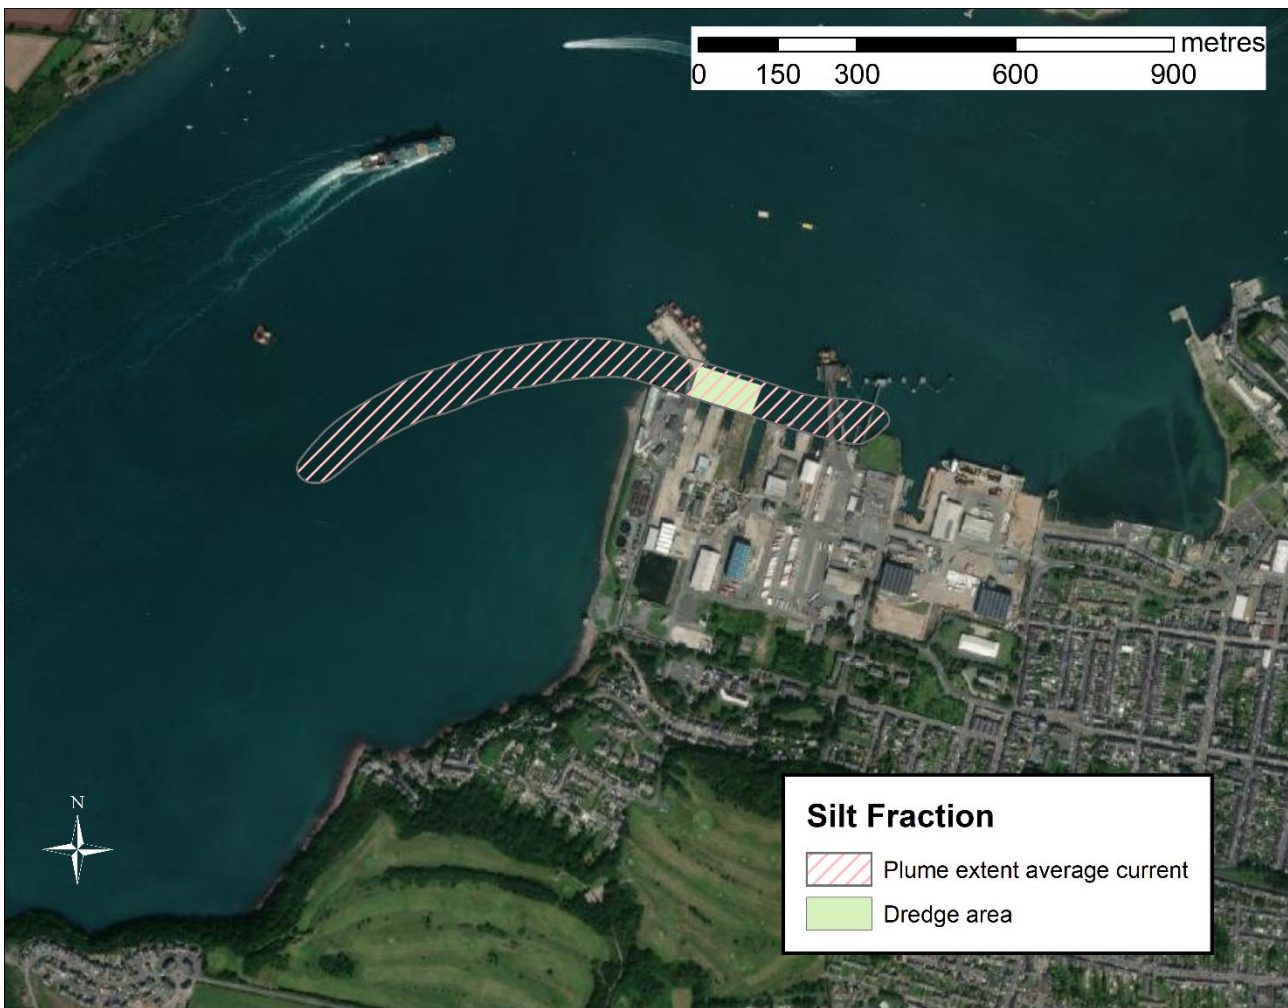 metres
0 150 300 600 900
N
Silt Fraction
Plume extent average current
Dredge area